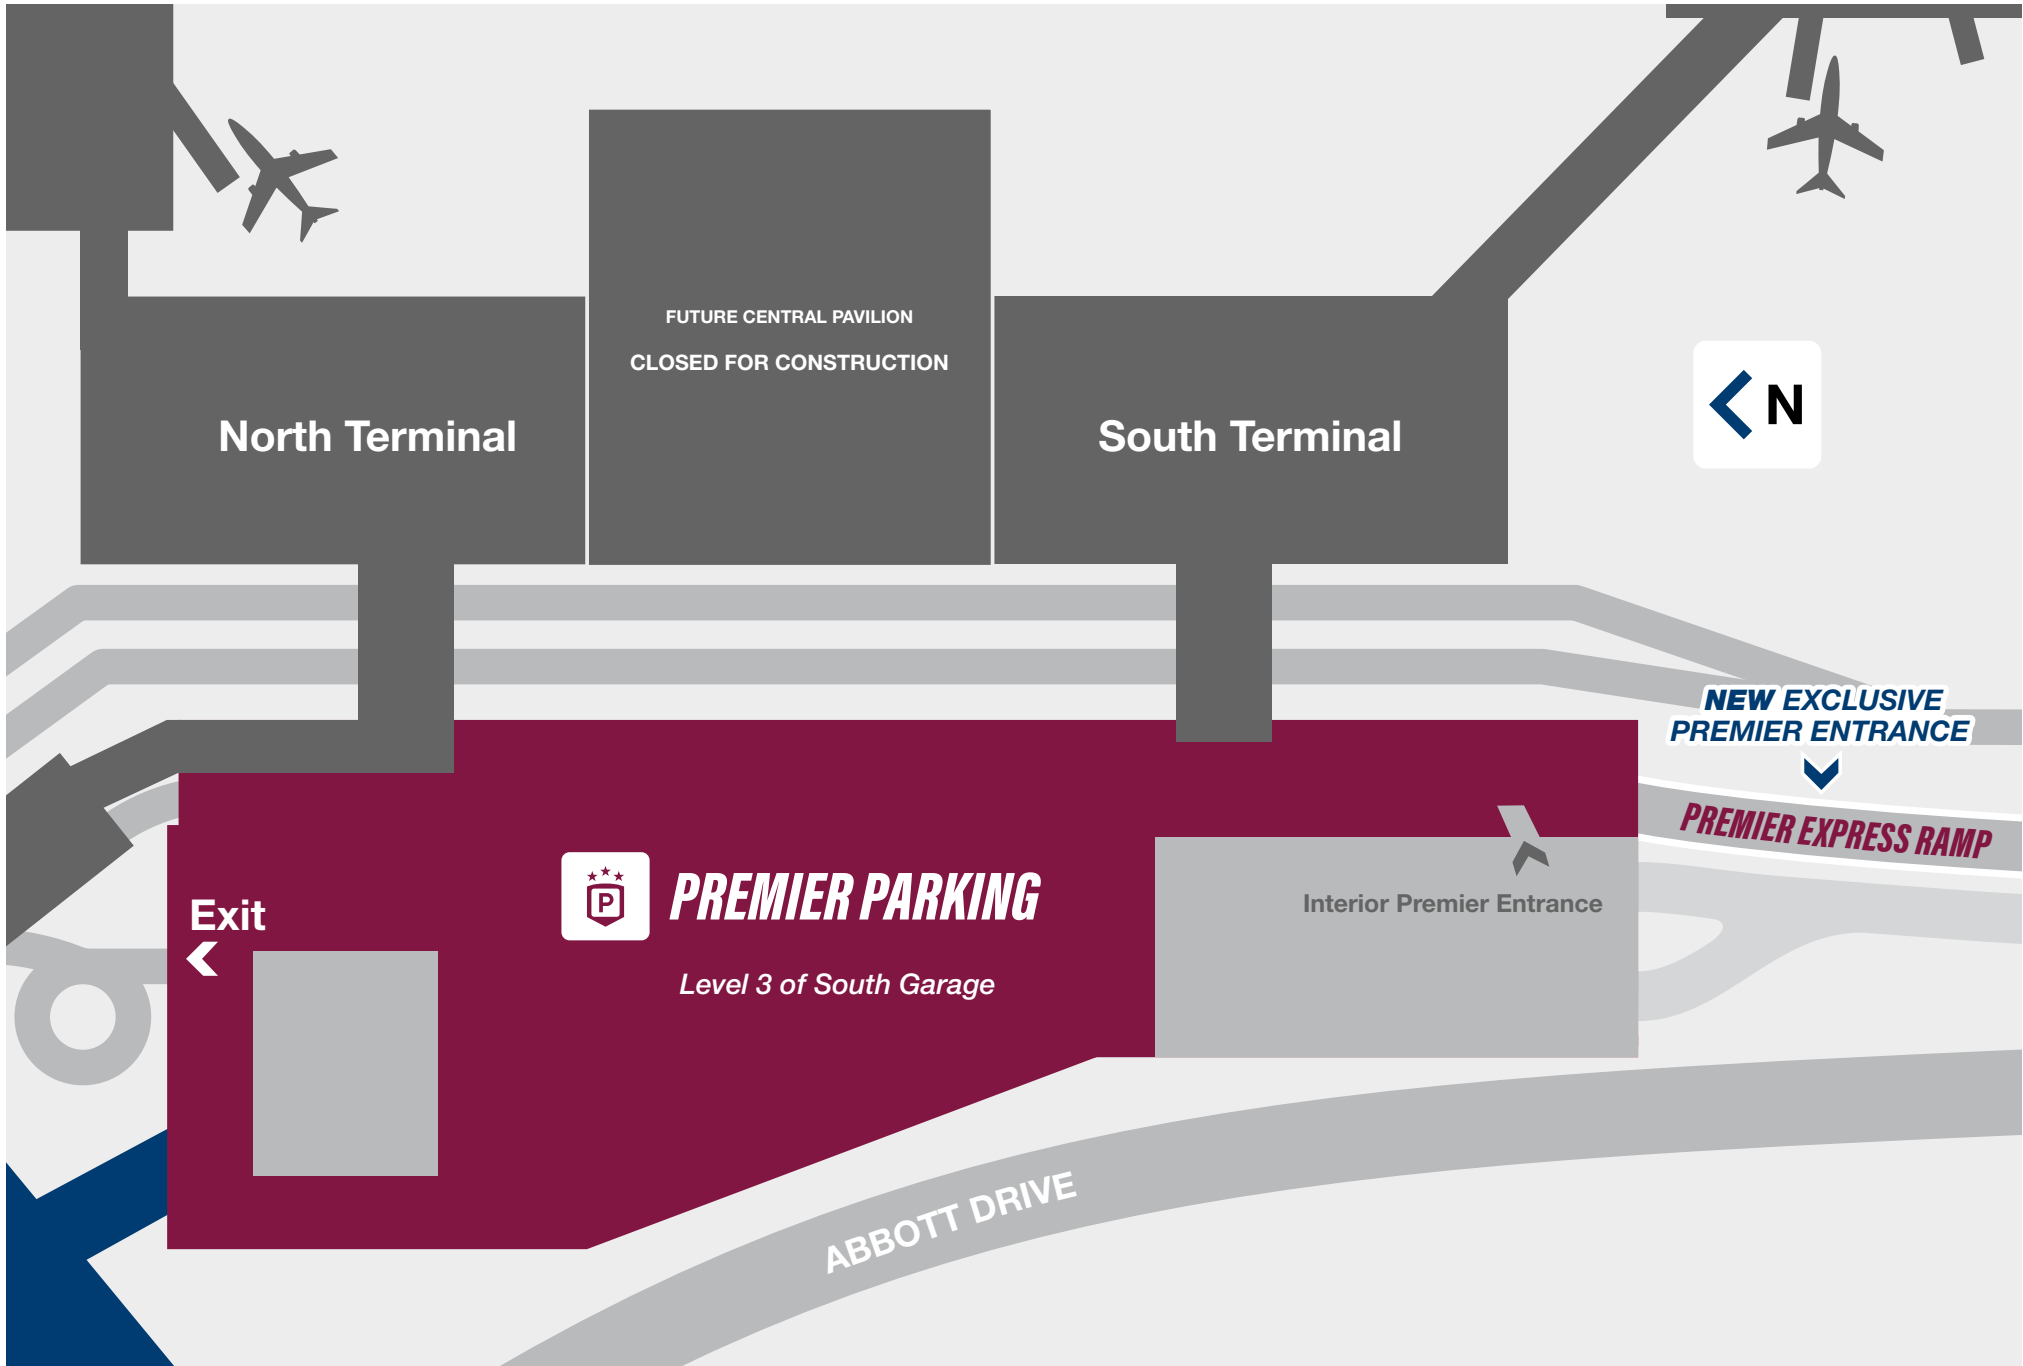 FUTURE CENTRAL PAVILION
CLOSED FOR CONSTRUCTION
North Terminal
South Terminal
N
NEW EXCLUSIVE
PREMIER ENTRANCE
PREMIER EXPRESS RAMP
P
PREMIER PARKING
Level 3 of South Garage
Interior Premier Entrance
Exit
ABBOTT DRIVE